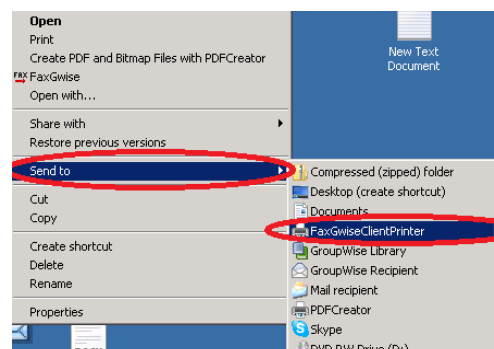 Open
Print
Create PDF and Bitmap Files with PDFCreator
FAX FaxGwise
Open with...
Share with
Restore previous versions
Send to
Cut
Copy
Create shortcut
Delete
Rename
Properties
New Text
Document
Compressed (zipped) folder
Desktop (create shortcut)
Documents
FaxGwiseClientPrinter
GroupWise Library
GroupWise Recipient
Mail recipient
PDFCreator
Skype
DVD RW Drive (D:)